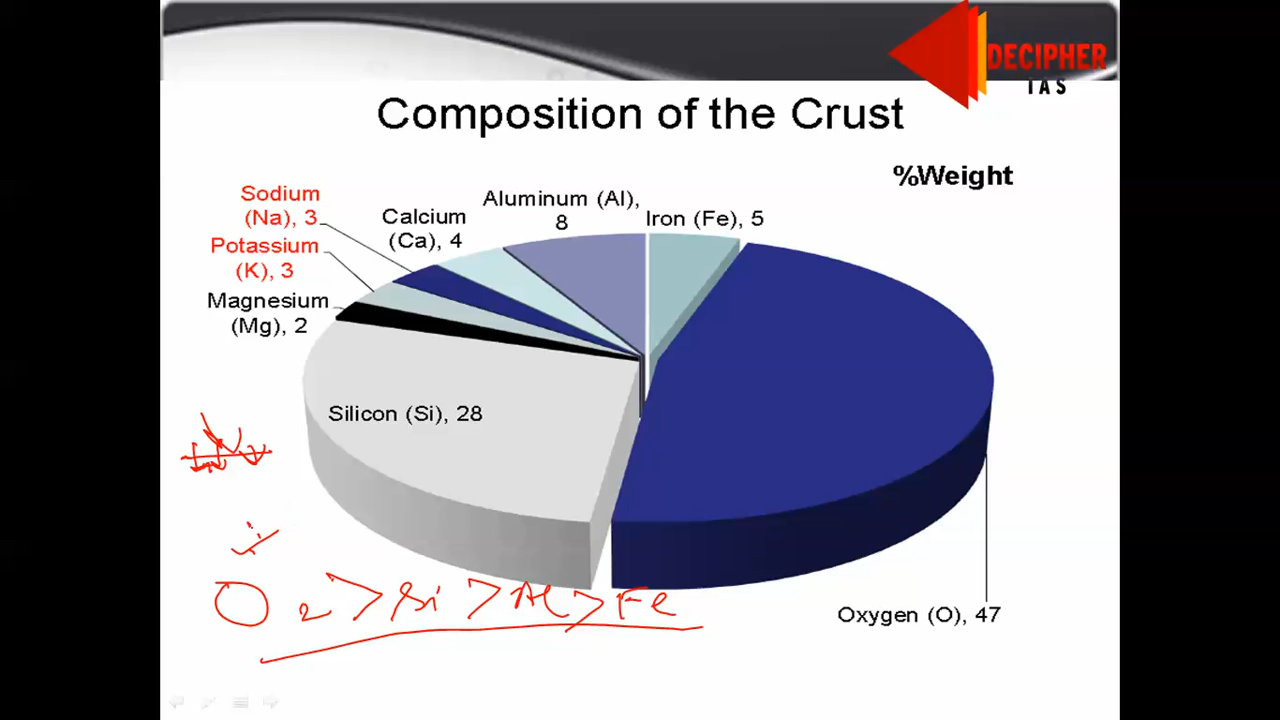 DECIPHER
IAS
Composition of the Crust
%Weight
Sodium
(Na), 3
Calcium
(Ca), 4
Aluminum (Al),
8
Iron (Fe), 5
Potassium
(K), 3
Magnesium
(Mg), 2
Silicon (Si), 28
O2 > Si > Al > Fe
Oxygen (O), 47